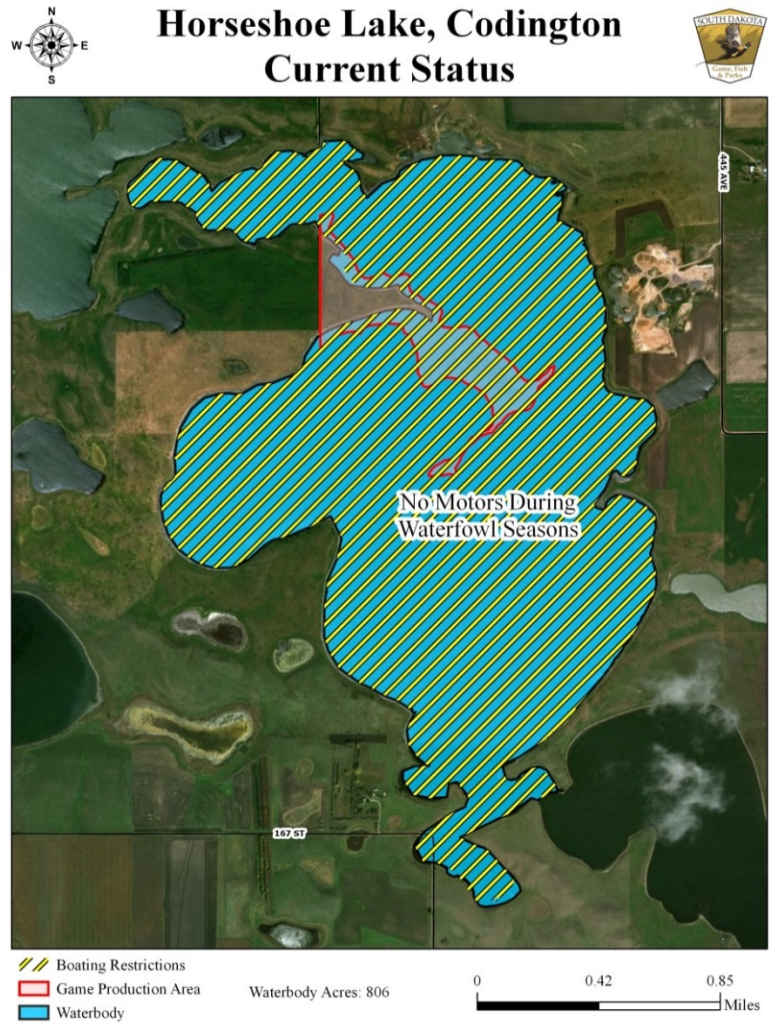 Horseshoe Lake, Codington
Current Status
N
W
E
S
SOUTH DAKOTA
Game, Fish
& Parks
445 AVE
No Motors During
Waterfowl Seasons
167 ST
Boating Restrictions
Game Production Area
Waterbody
Waterbody Acres: 806
0 0.42 0.85
Miles